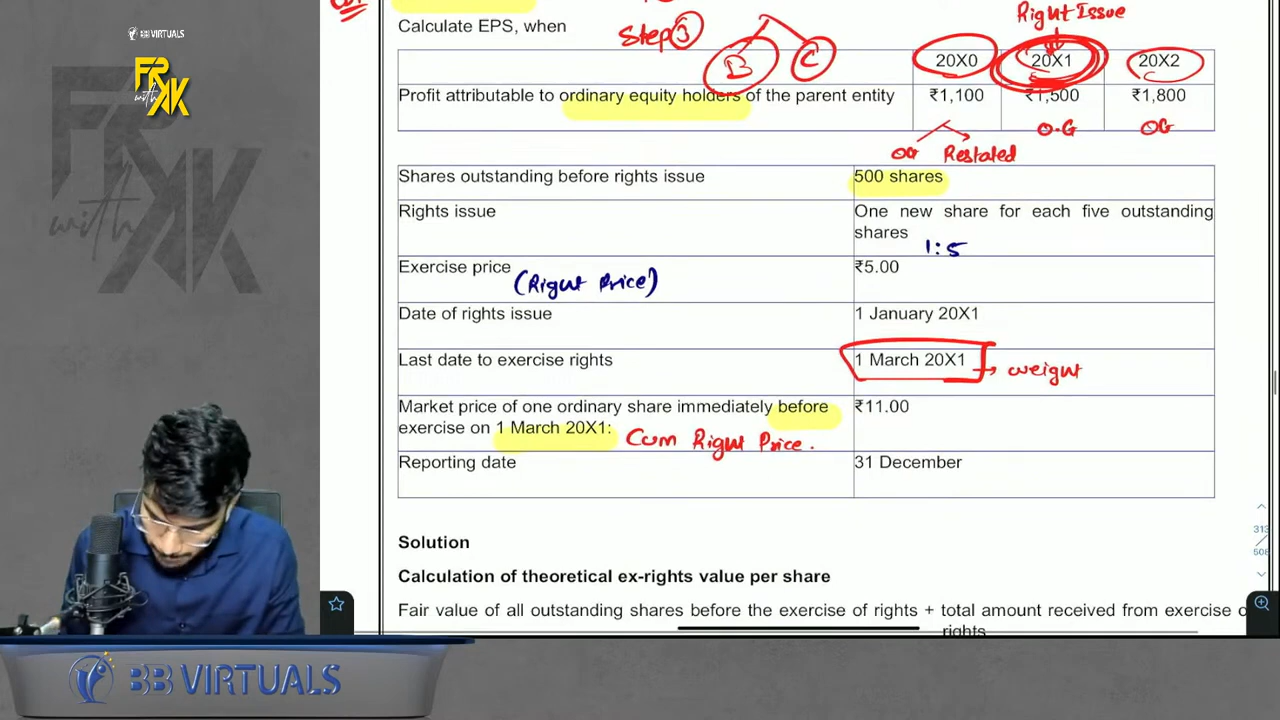 BB VIRTUALS
FR
with
AK
FR
with
AK
Right Issue
Calculate EPS, when
Step 3
B C
20X0 20X1 20X2
Profit attributable to ordinary equity holders of the parent entity ₹1,100 ₹1,500 ₹1,800
OG Restated O.G OG
Shares outstanding before rights issue 500 shares
Rights issue One new share for each five outstanding
shares
1:5
Exercise price ₹5.00
(Right Price)
Date of rights issue 1 January 20X1
Last date to exercise rights 1 March 20X1
→ weight
Market price of one ordinary share immediately before ₹11.00
exercise on 1 March 20X1:
Cum Right Price.
Reporting date 31 December
Solution
Calculation of theoretical ex-rights value per share
Fair value of all outstanding shares before the exercise of rights + total amount received from exercise o
rights
313
508
BB VIRTUALS